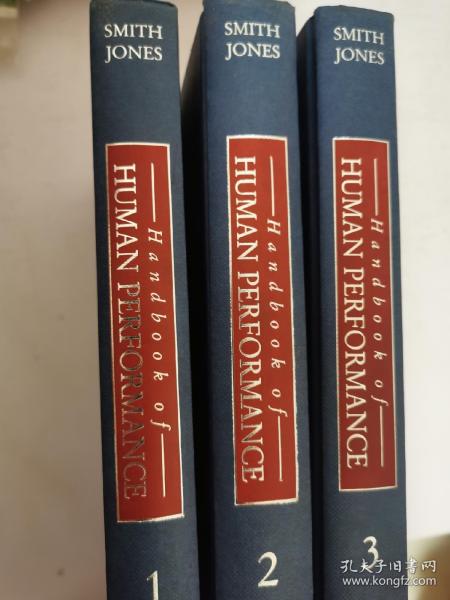 SMITH
JONES
Handbook of
HUMAN PERFORMANCE
1
SMITH
JONES
Handbook of
HUMAN PERFORMANCE
2
SMITH
JONES
Handbook of
HUMAN PERFORMANCE
3
孔夫子旧书网
www.kongfz.com